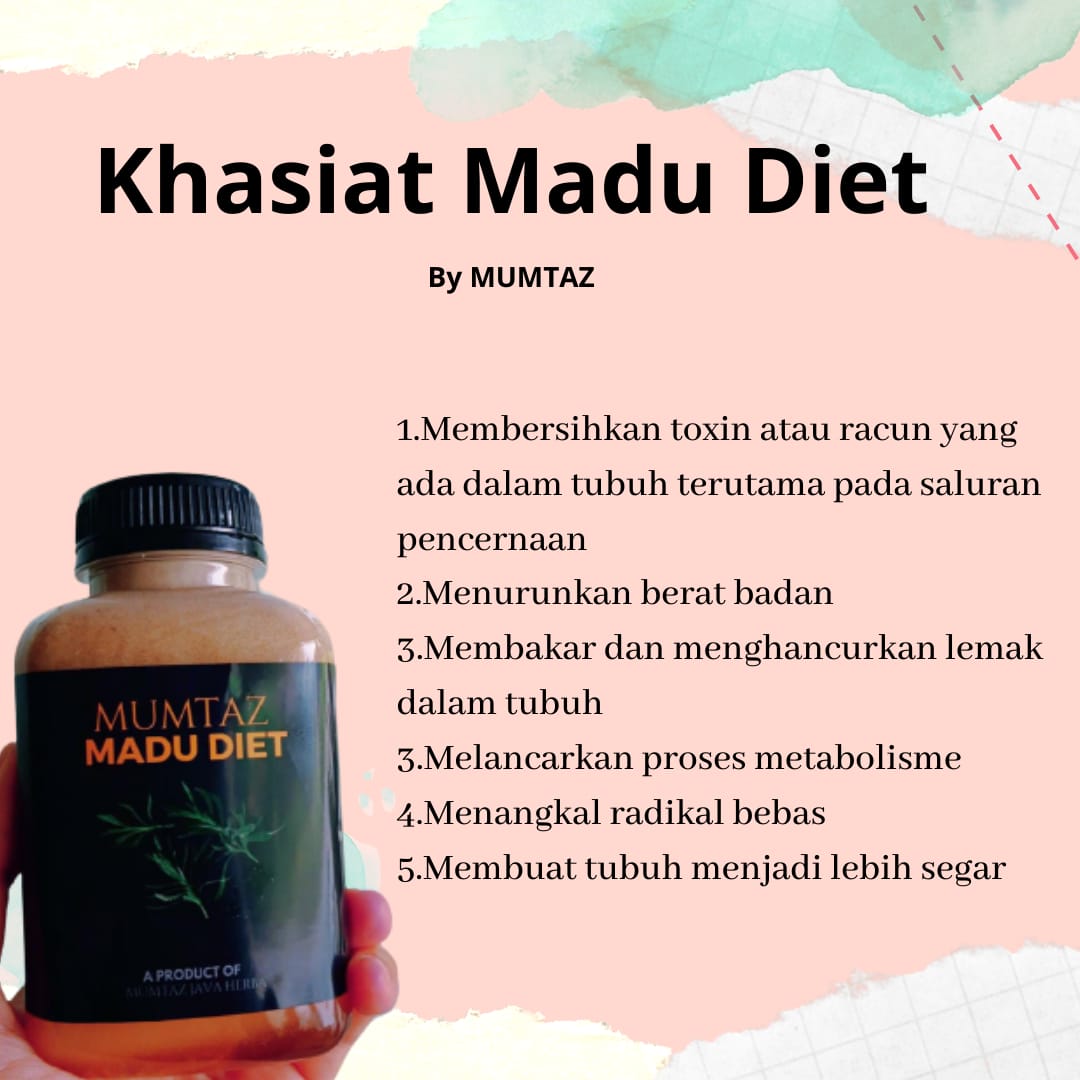 Khasiat Madu Diet
By MUMTAZ
1.Membersihkan toxin atau racun yang
ada dalam tubuh terutama pada saluran
pencernaan
2.Menurunkan berat badan
3.Membakar dan menghancurkan lemak
dalam tubuh
3.Melancarkan proses metabolisme
4.Menangkal radikal bebas
5.Membuat tubuh menjadi lebih segar
MUMTAZ
MADU DIET
A PRODUCT OF
MUMTAZ JAVA